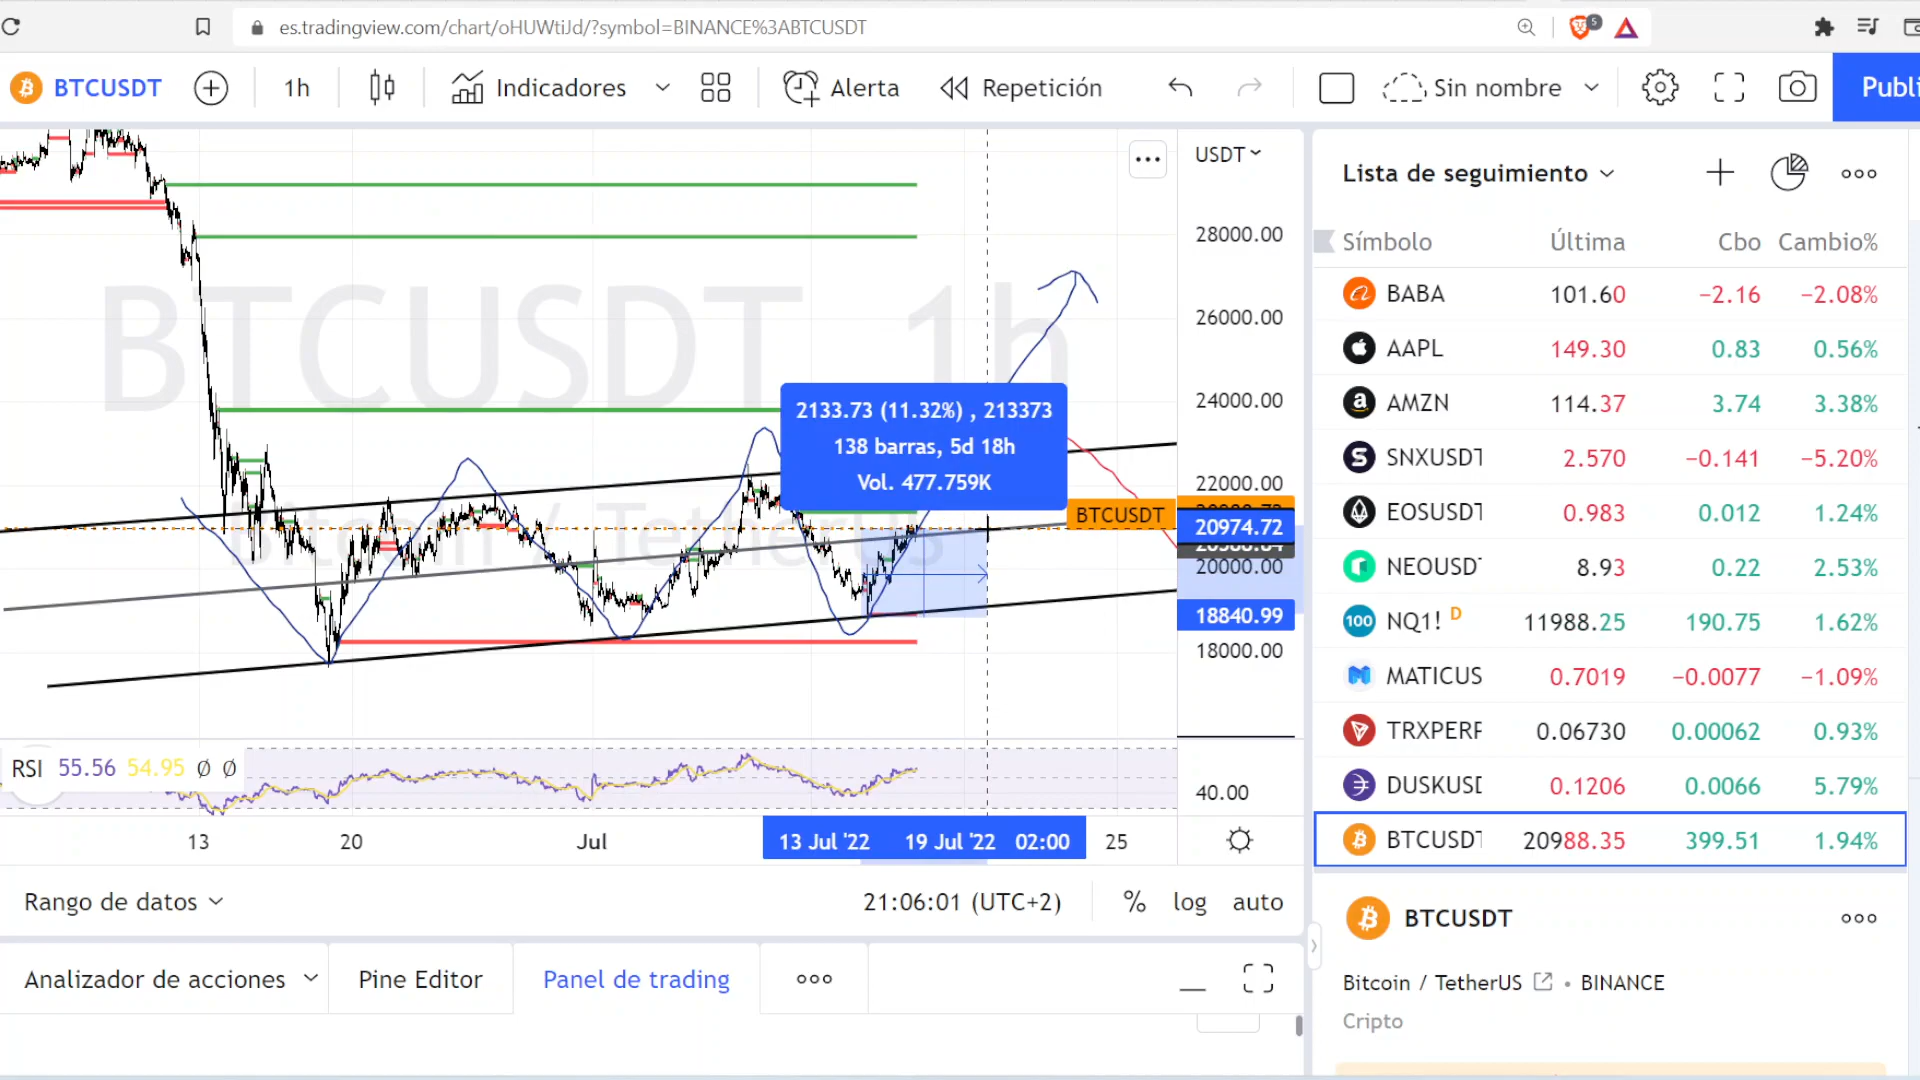 es.tradingview.com/chart/oHUWtiJd/?symbol=BINANCE%3ABTCUSDT
5
BTCUSDT
1h
Indicadores
Alerta
Repetición
Sin nombre
Publi
USDT
28000.00
26000.00
24000.00
22000.00
20974.72
20000.00
18840.99
18000.00
BTCUSDT 1h
Bitcoin / TetherUS
2133.73 (11.32%) , 213373
138 barras, 5d 18h
Vol. 477.759K
BTCUSDT
RSI 55.56 54.95 Ø Ø
40.00
13 20 Jul 13 Jul '22 19 Jul '22 02:00 25
Rango de datos
21:06:01 (UTC+2)
% log auto
Analizador de acciones
Pine Editor
Panel de trading
Lista de seguimiento
Símbolo Última Cbo Cambio%
BABA 101.60 −2.16 −2.08%
AAPL 149.30 0.83 0.56%
AMZN 114.37 3.74 3.38%
SNXUSDT 2.570 −0.141 −5.20%
EOSUSDT 0.983 0.012 1.24%
NEOUSD 8.93 0.22 2.53%
100 NQ1! D 11988.25 190.75 1.62%
MATICUS 0.7019 −0.0077 −1.09%
TRXPERF 0.06730 0.00062 0.93%
DUSKUSD 0.1206 0.0066 5.79%
BTCUSDT 20988.35 399.51 1.94%
BTCUSDT
Bitcoin / TetherUS • BINANCE
Cripto